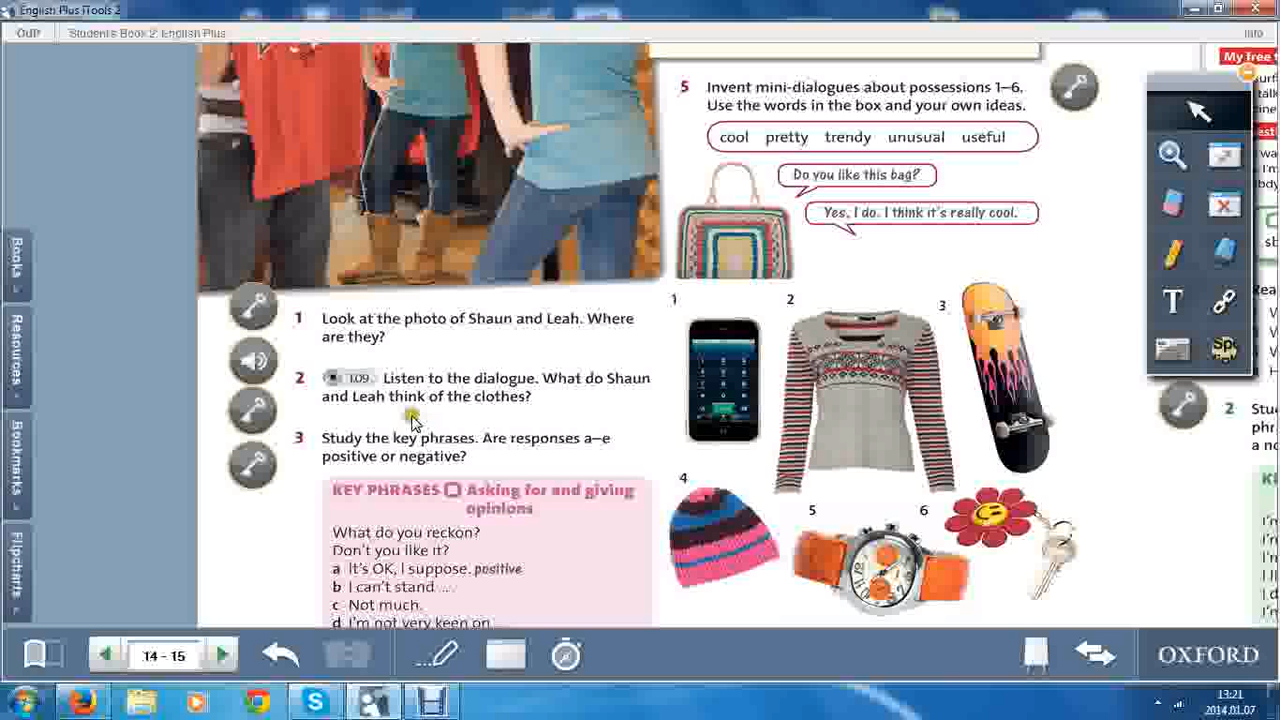 English Plus iTools 2
Quit
Student's Book 2: English Plus
Info
Books
Resources
Bookmarks
Flipcharts
1 Look at the photo of Shaun and Leah. Where
are they?
2 1.09 Listen to the dialogue. What do Shaun
and Leah think of the clothes?
3 Study the key phrases. Are responses a–e
positive or negative?
KEY PHRASES Asking for and giving
opinions
What do you reckon?
Don't you like it?
a It's OK, I suppose. positive
b I can't stand ....
c Not much.
d I'm not very keen on
5 Invent mini-dialogues about possessions 1–6.
Use the words in the box and your own ideas.
cool pretty trendy unusual useful
Do you like this bag?
Yes, I do. I think it's really cool.
1
2
3
4
5
6
My free
T
Spo
2 Stu
phr
a n
14 - 15
OXFORD
13:21
2014.01.07